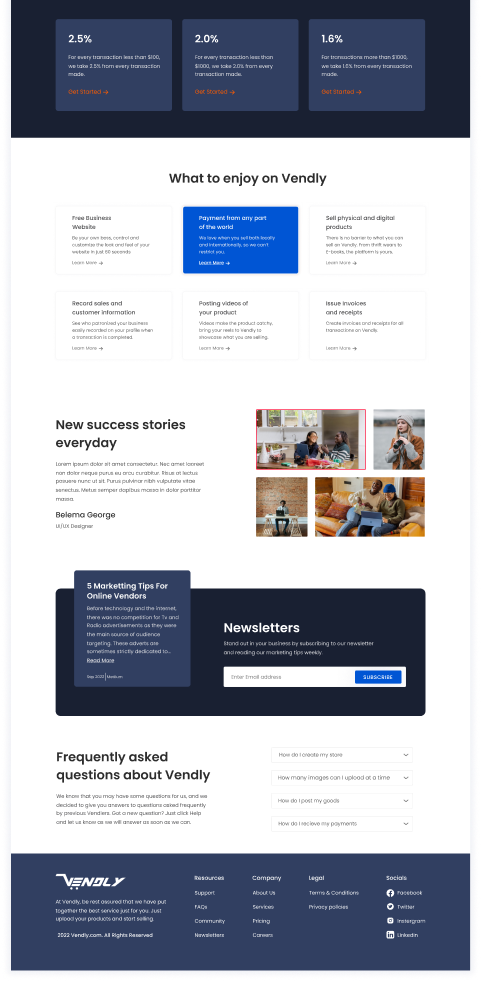 2.5%
For every transaction less than $100,
we take 2.5% from every transaction
made.
Get Started →
2.0%
For every transaction less than
$1000, we take 2.0% from every
transaction made.
Get Started →
1.6%
For transactions more than $1000,
we take 1.6% from every transaction
made.
Get Started →
What to enjoy on Vendly
Free Business
Website
Be your own boss, control and
customize the look and feel of your
website in just 60 seconds
Learn More →
Payment from any part
of the world
We love when you sell both locally
and internationally, so we can't
restrict you.
Learn More →
Sell physical and digital
products
There is no barrier to what you can
sell on Vendly. From thrift wears to
E-books, the platform is yours.
Learn More →
Record sales and
customer information
See who patronized your business
easily recorded on your profile when
a transaction is completed.
Learn More →
Posting videos of
your product
Videos make the product catchy,
bring your reels to Vendly to
showcase what you are selling.
Learn More →
Issue invoices
and receipts
Create invoices and receipts for all
transactions on Vendly.
Learn More →
New success stories
everyday
Lorem ipsum dolor sit amet consectetur. Nec amet laoreet
non dolor neque purus eu arcu curabitur. Risus at lectus
posuere nunc ut sit. Purus pulvinar nibh vulputate vitae
senectus. Metus semper dapibus massa in dolor porttitor
massa.
Belema George
UI/UX Designer
5 Marketting Tips For
Online Vendors
Before technology and the internet,
there was no competition for Tv and
Radio advertisements as they were
the main source of audience
targeting. These adverts are
sometimes strictly dedicated to...
Read More
Sep 2022 | Medium
Newsletters
Stand out in your business by subscribing to our newsletter
and reading our marketing tips weekly.
Enter Email address
SUBSCRIBE
Frequently asked
questions about Vendly
We know that you may have some questions for us, and we
decided to give you answers to questions asked frequently
by previous Vendlers. Got a new question? Just click Help
and let us know as we will answer as soon as we can.
How do I create my store
How many images can I upload at a time
How do I post my goods
How do I recieve my payments
VENDLY
At Vendly, be rest assured that we have put
together the best service just for you. Just
upload your products and start selling.
2022 Vendly.com. All Rights Reserved
Resources
Support
FAQs
Community
Newsletters
Company
About Us
Services
Pricing
Careers
Legal
Terms & Conditions
Privacy policies
Socials
Facebook
Twitter
Instergram
Linkedin